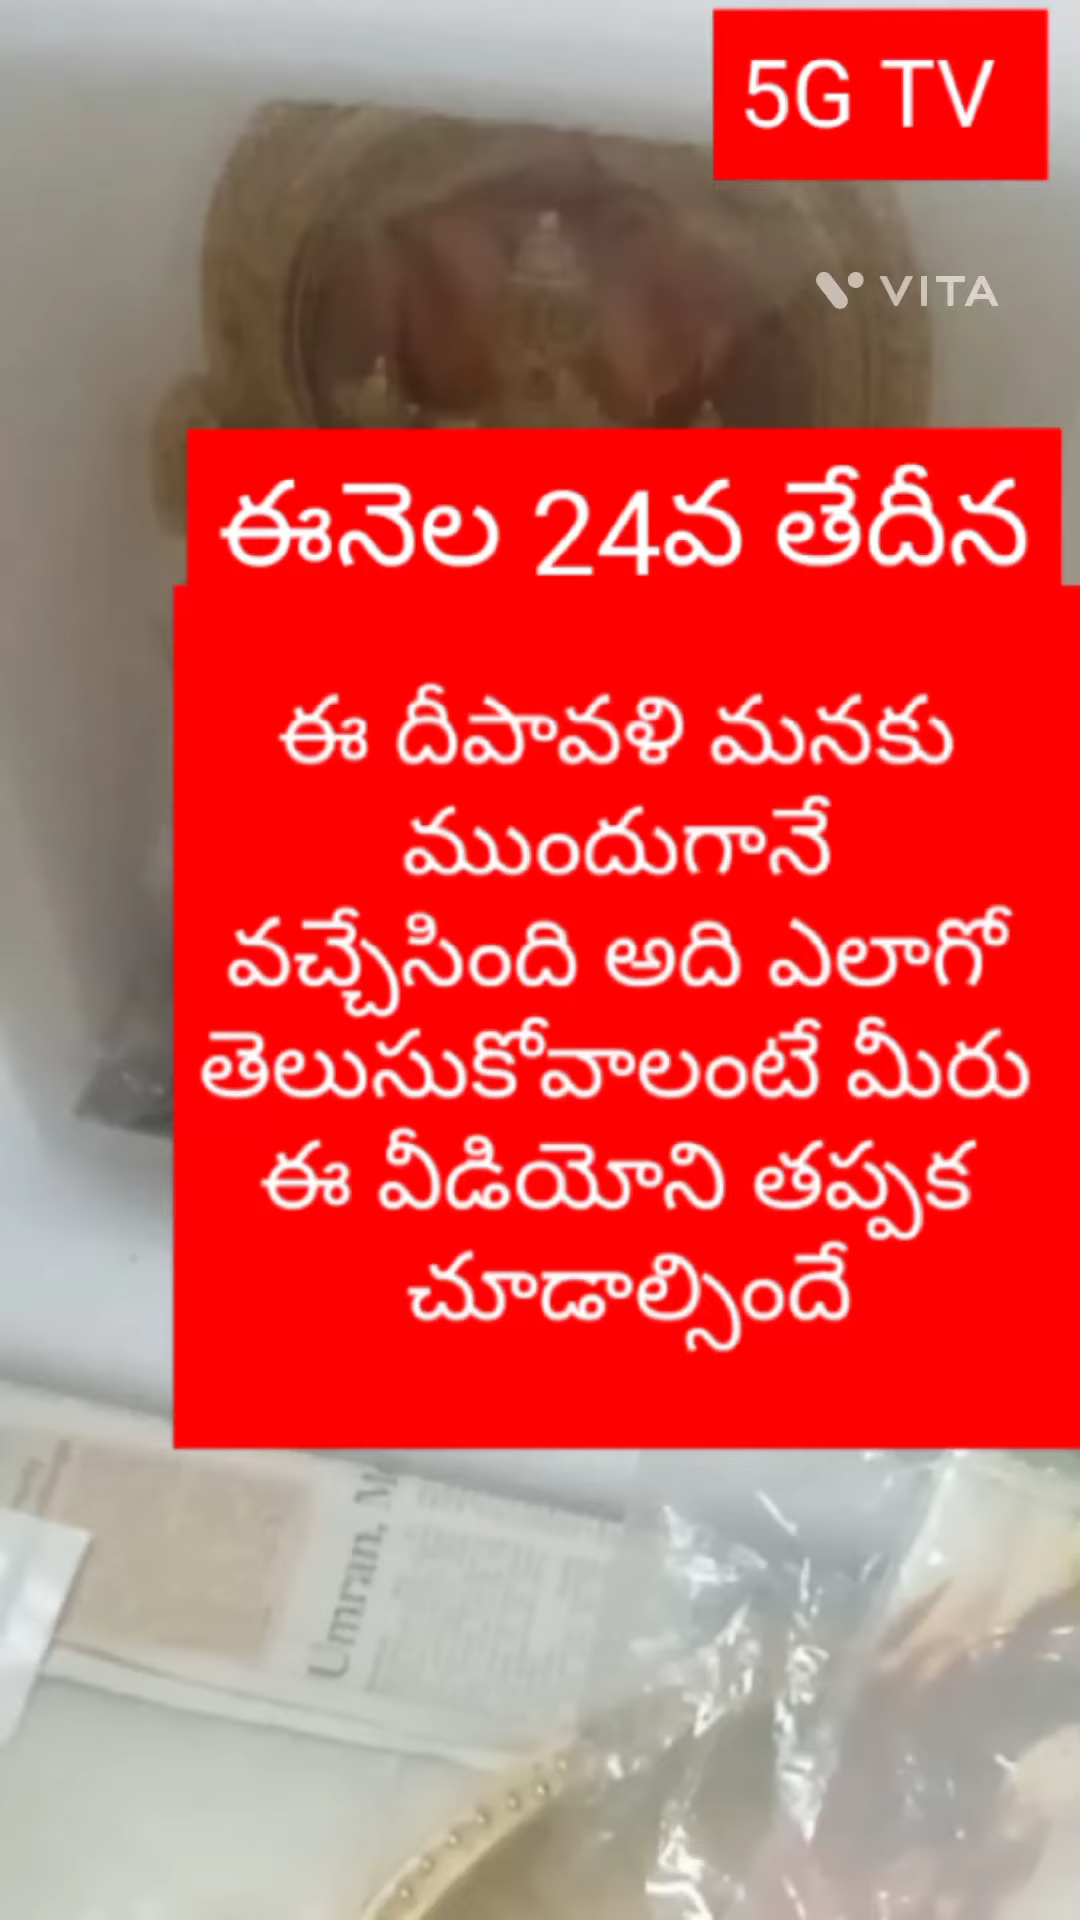 5G TV
VITA
ఈనెల 24వ తేదీన
ఈ దీపావళి మనకు
ముందుగానే
వచ్చేసింది అది ఎలాగో
తెలుసుకోవాలంటే మీరు
ఈ వీడియోని తప్పక
చూడాల్సిందే
Umran, M